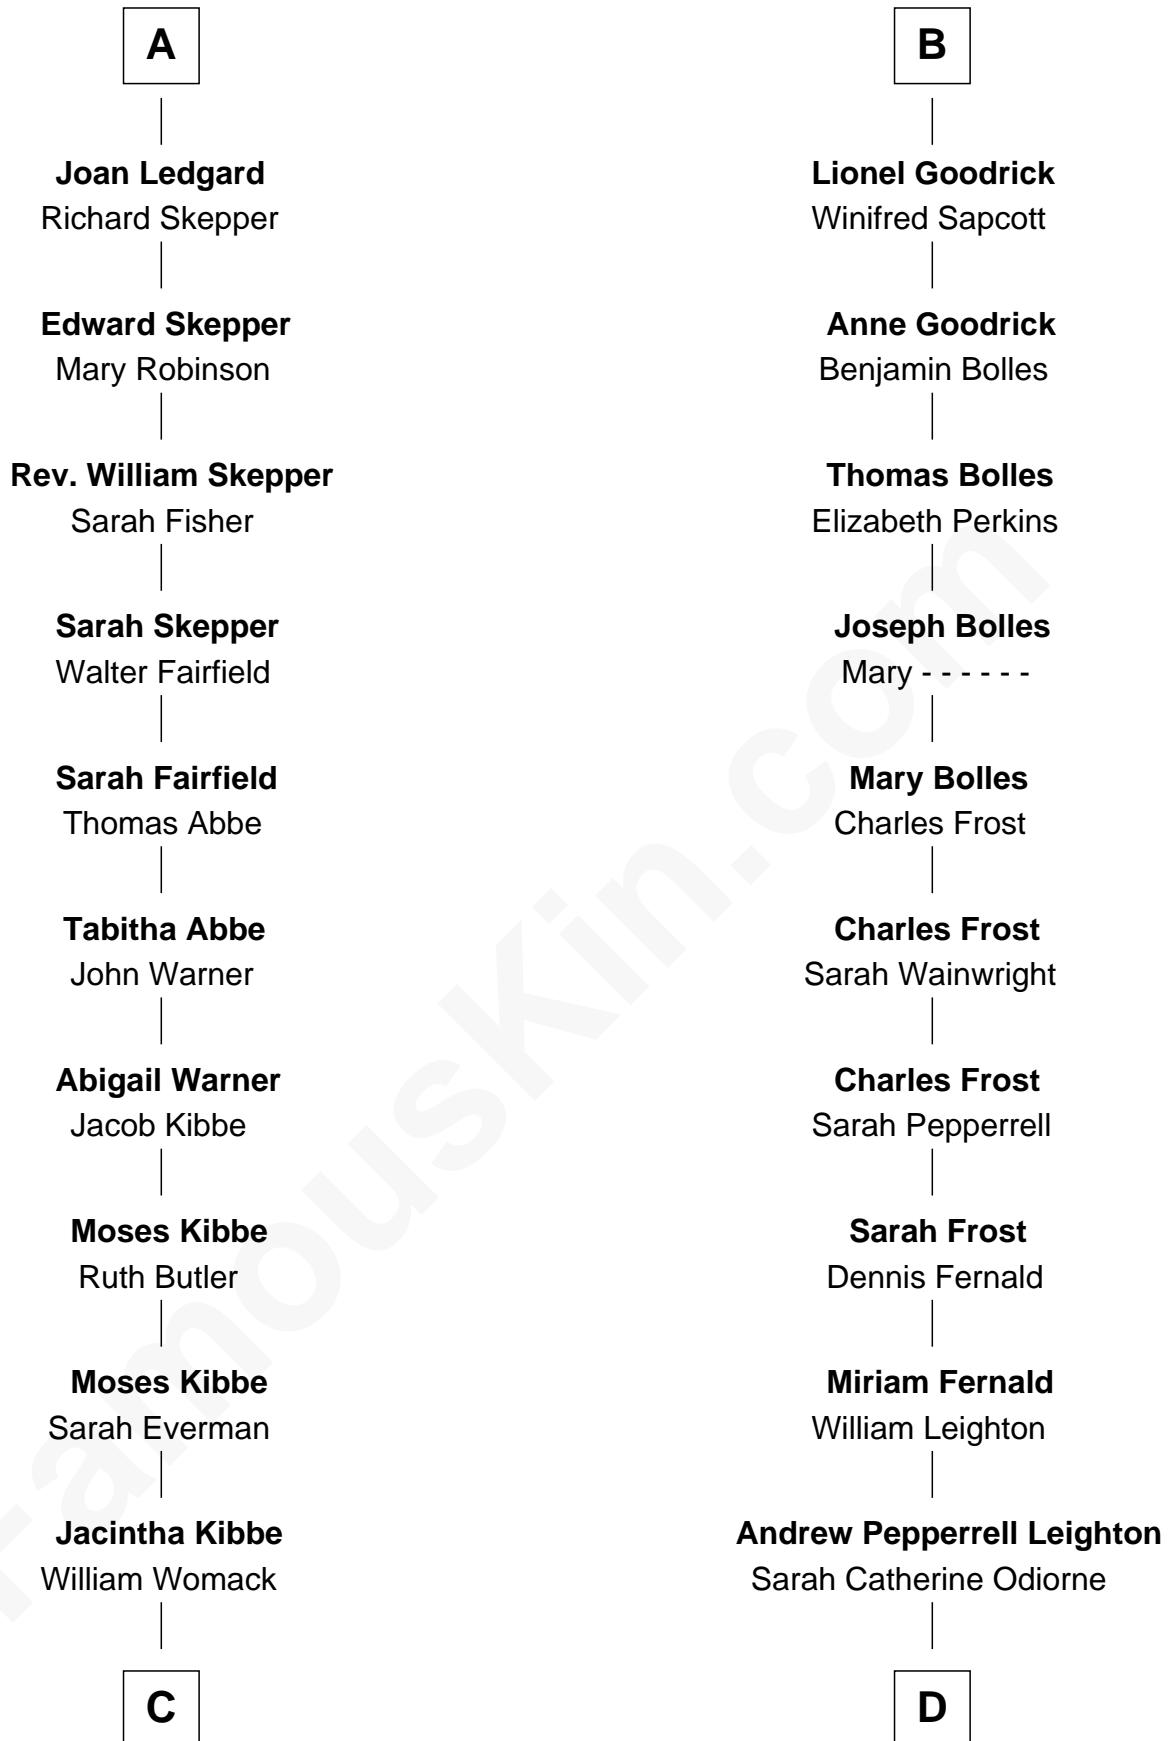 A
Joan Ledgard
Richard Skepper
Edward Skepper
Mary Robinson
Rev. William Skepper
Sarah Fisher
Sarah Skepper
Walter Fairfield
Sarah Fairfield
Thomas Abbe
Tabitha Abbe
John Warner
Abigail Warner
Jacob Kibbe
Moses Kibbe
Ruth Butler
Moses Kibbe
Sarah Everman
Jacintha Kibbe
William Womack
C
B
Lionel Goodrick
Winifred Sapcott
Anne Goodrick
Benjamin Bolles
Thomas Bolles
Elizabeth Perkins
Joseph Bolles
Mary - - - - - -
Mary Bolles
Charles Frost
Charles Frost
Sarah Wainwright
Charles Frost
Sarah Pepperrell
Sarah Frost
Dennis Fernald
Miriam Fernald
William Leighton
Andrew Pepperrell Leighton
Sarah Catherine Odiorne
D
FamousKin.com